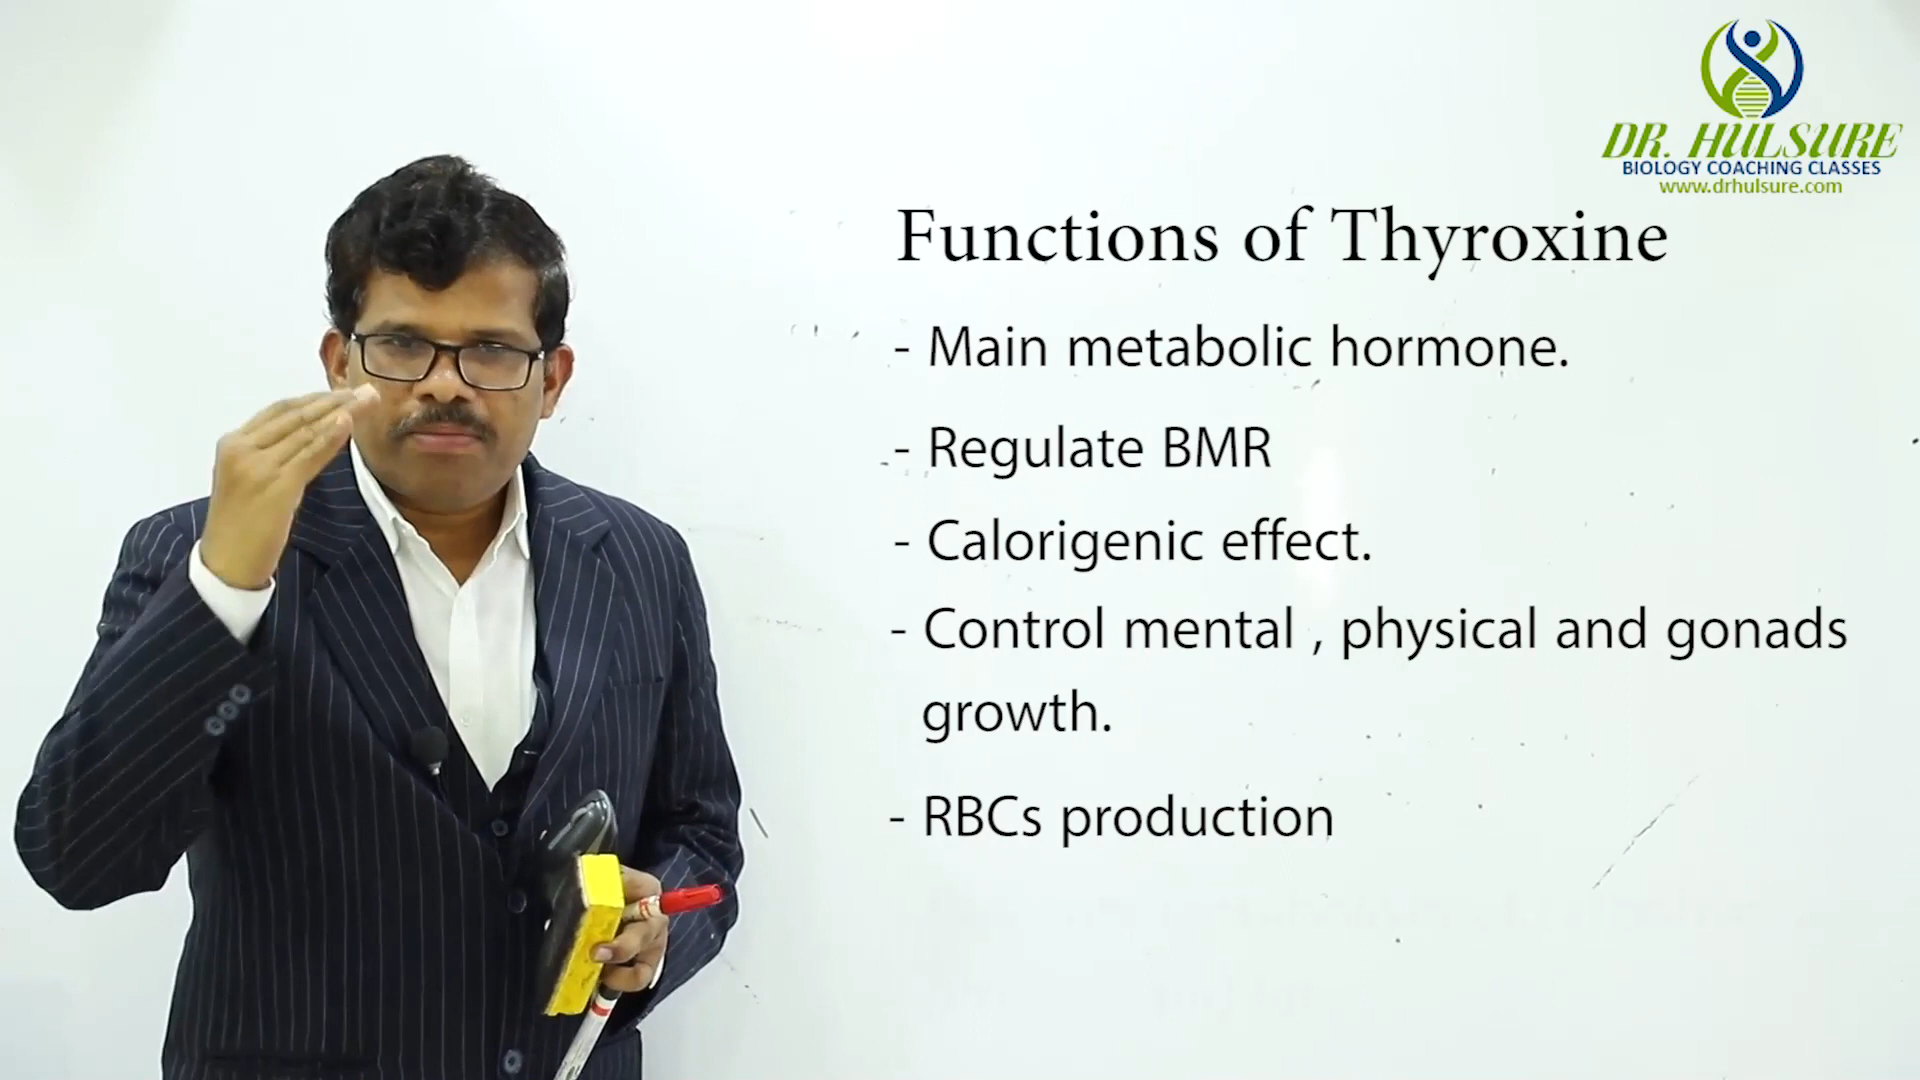 DR. HULSURE
BIOLOGY COACHING CLASSES
www.drhulsure.com
Functions of Thyroxine
- Main metabolic hormone.
- Regulate BMR
- Calorigenic effect.
- Control mental , physical and gonads
growth.
- RBCs production